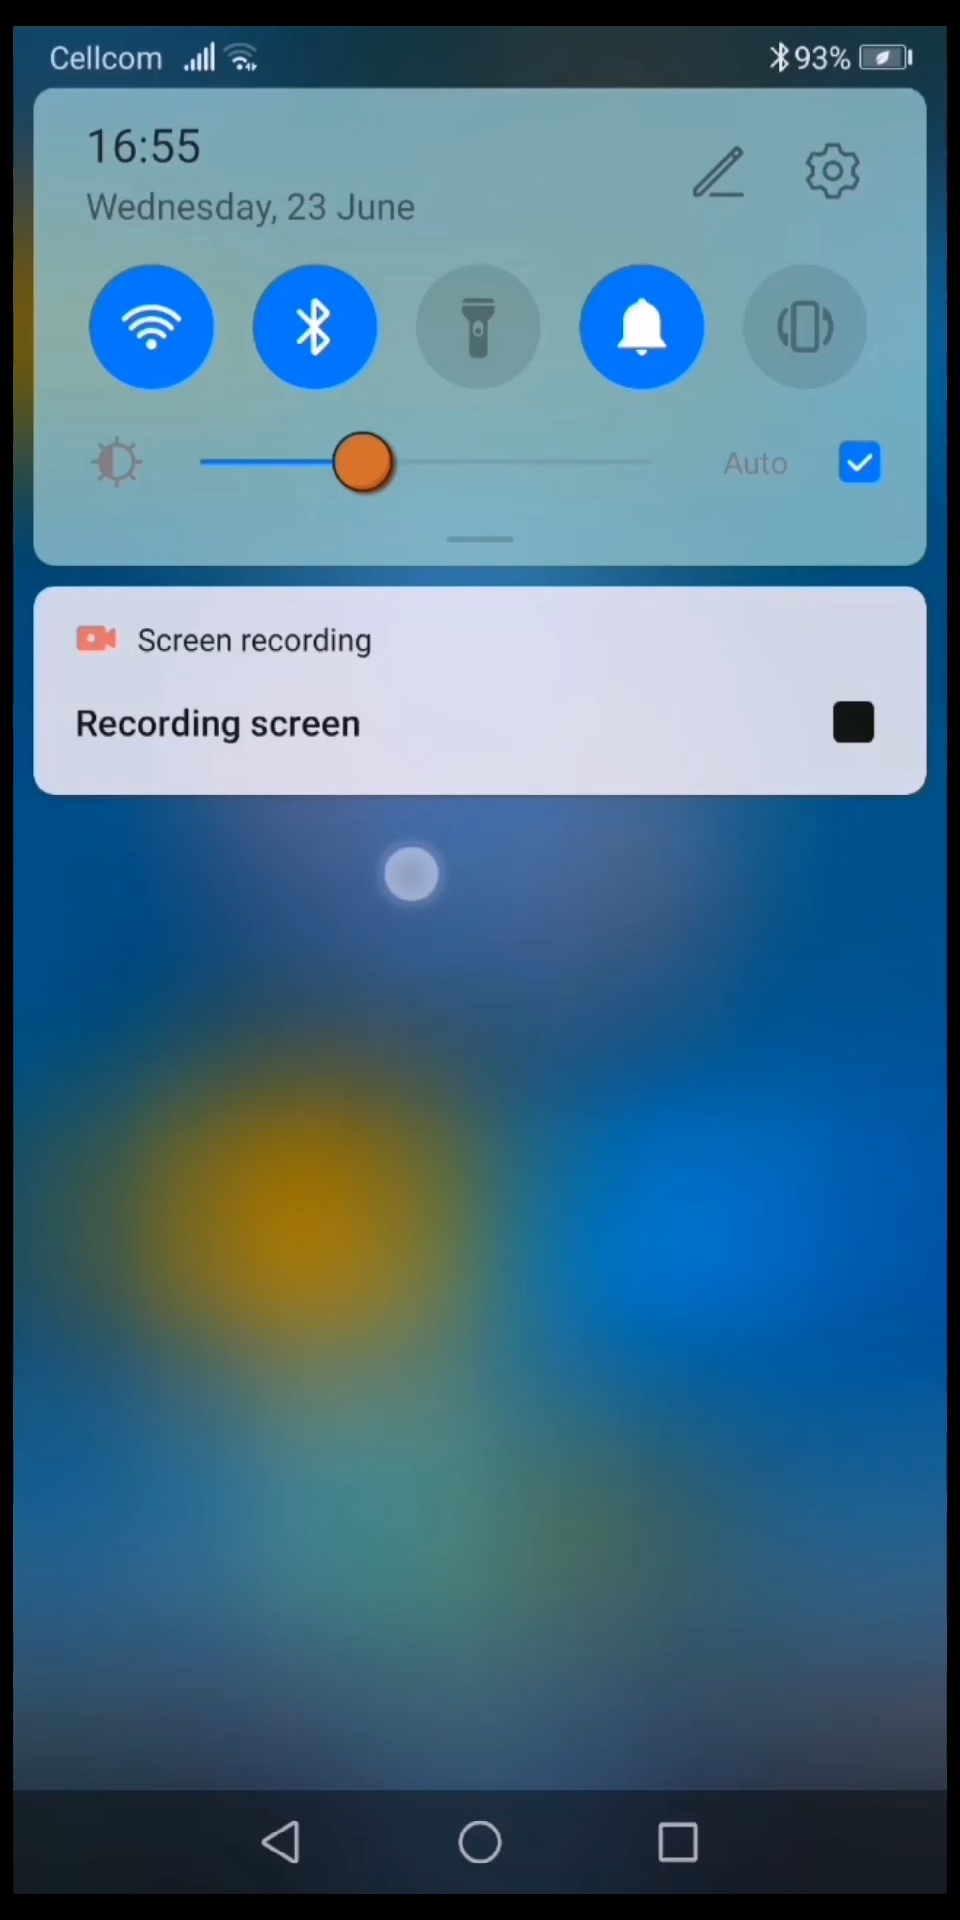 Cellcom 93%
16:55
Wednesday, 23 June
Auto
Screen recording
Recording screen